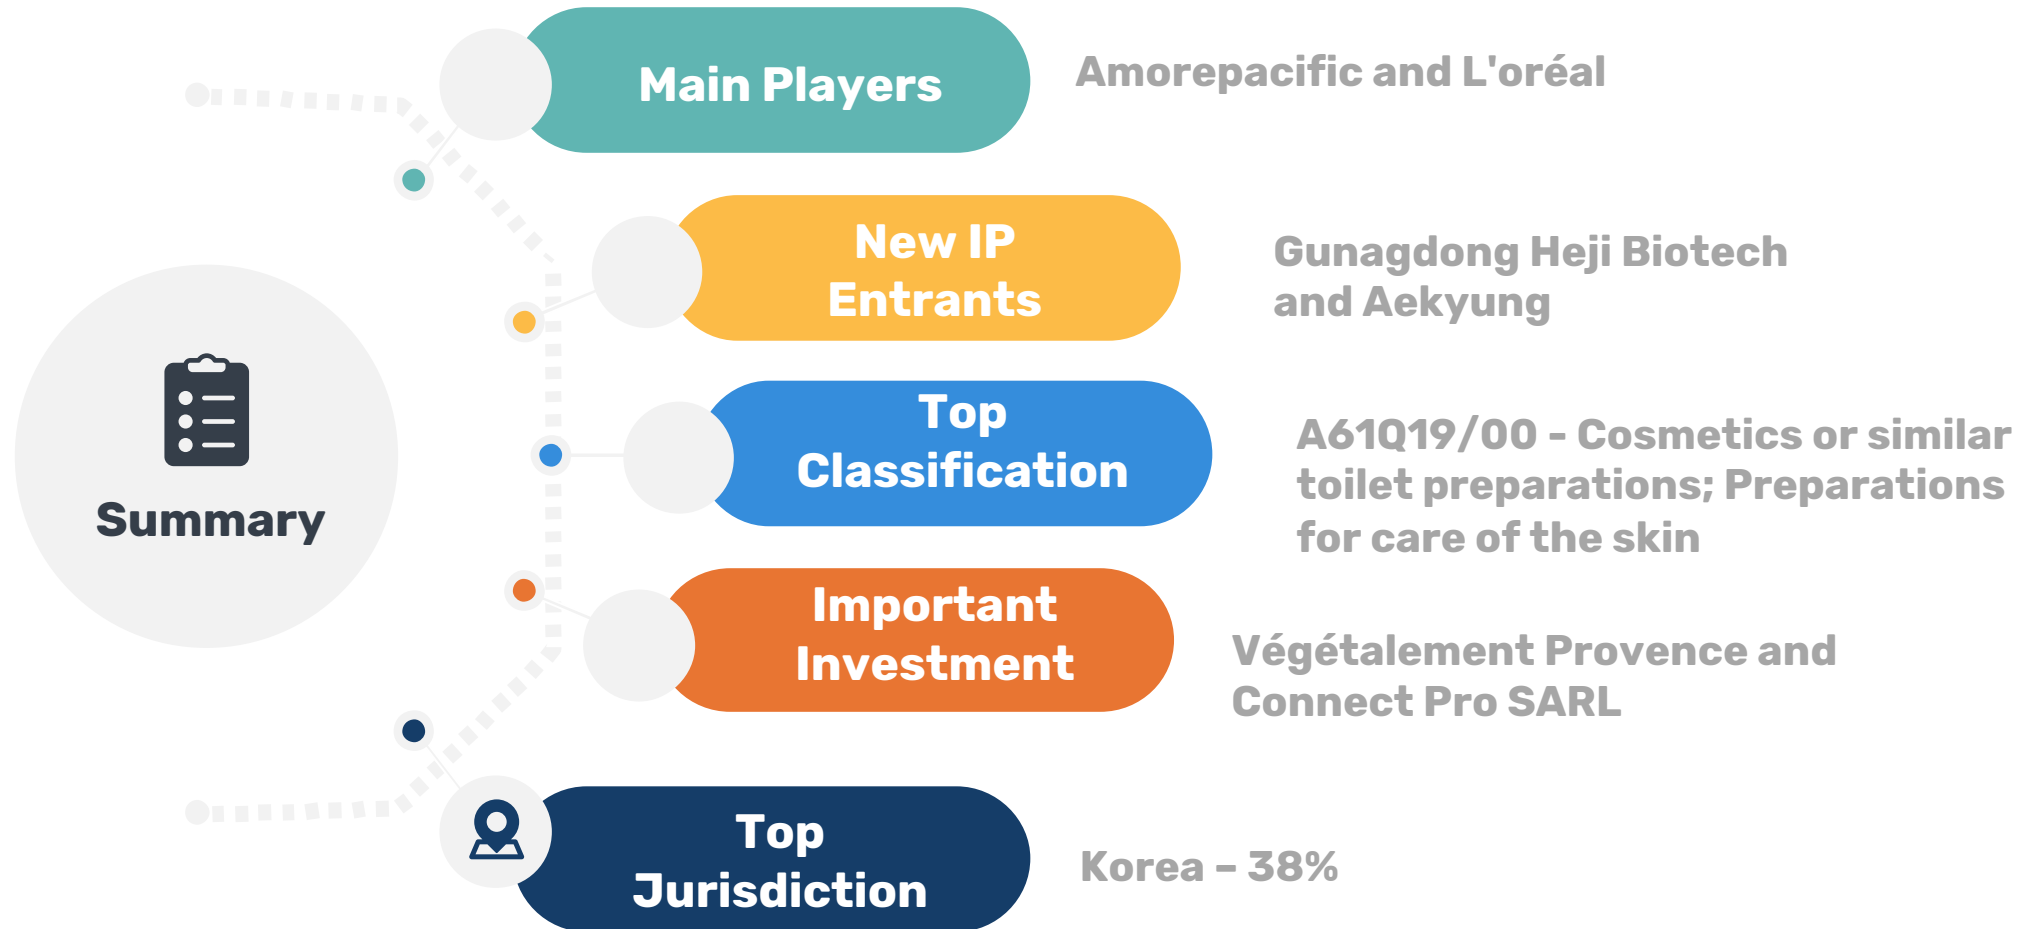 Summary
Main Players
Amorepacific and L'oréal
New IP
Entrants
Gunagdong Heji Biotech
and Aekyung
Top
Classification
A61Q19/00 - Cosmetics or similar
toilet preparations; Preparations
for care of the skin
Important
Investment
Végétalement Provence and
Connect Pro SARL
Top
Jurisdiction
Korea – 38%